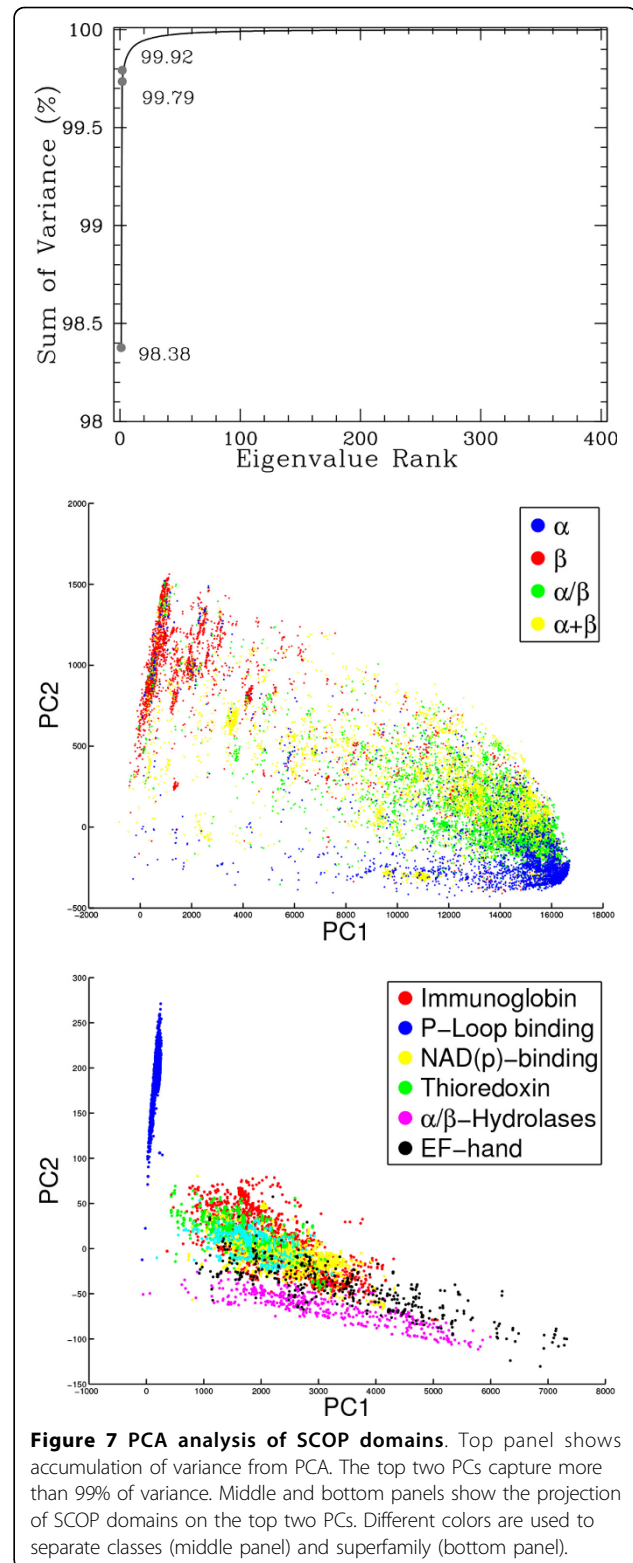 100
99.92
99.79
99.5
99
98.5
98.38
98
Sum of Variance (%)
0 100 200 300 400
Eigenvalue Rank
2000
1500
1000
500
0
−500
PC2
α
β
α/β
α+β
−2000 0 2000 4000 6000 8000 10000 12000 14000 16000 18000
PC1
300
250
200
150
100
50
0
−50
−100
−150
PC2
Immunoglobin
P−Loop binding
NAD(p)−binding
Thioredoxin
α/β−Hydrolases
EF−hand
−1000 0 1000 2000 3000 4000 5000 6000 7000 8000
PC1
Figure 7 PCA analysis of SCOP domains. Top panel shows
accumulation of variance from PCA. The top two PCs capture more
than 99% of variance. Middle and bottom panels show the projection
of SCOP domains on the top two PCs. Different colors are used to
separate classes (middle panel) and superfamily (bottom panel).